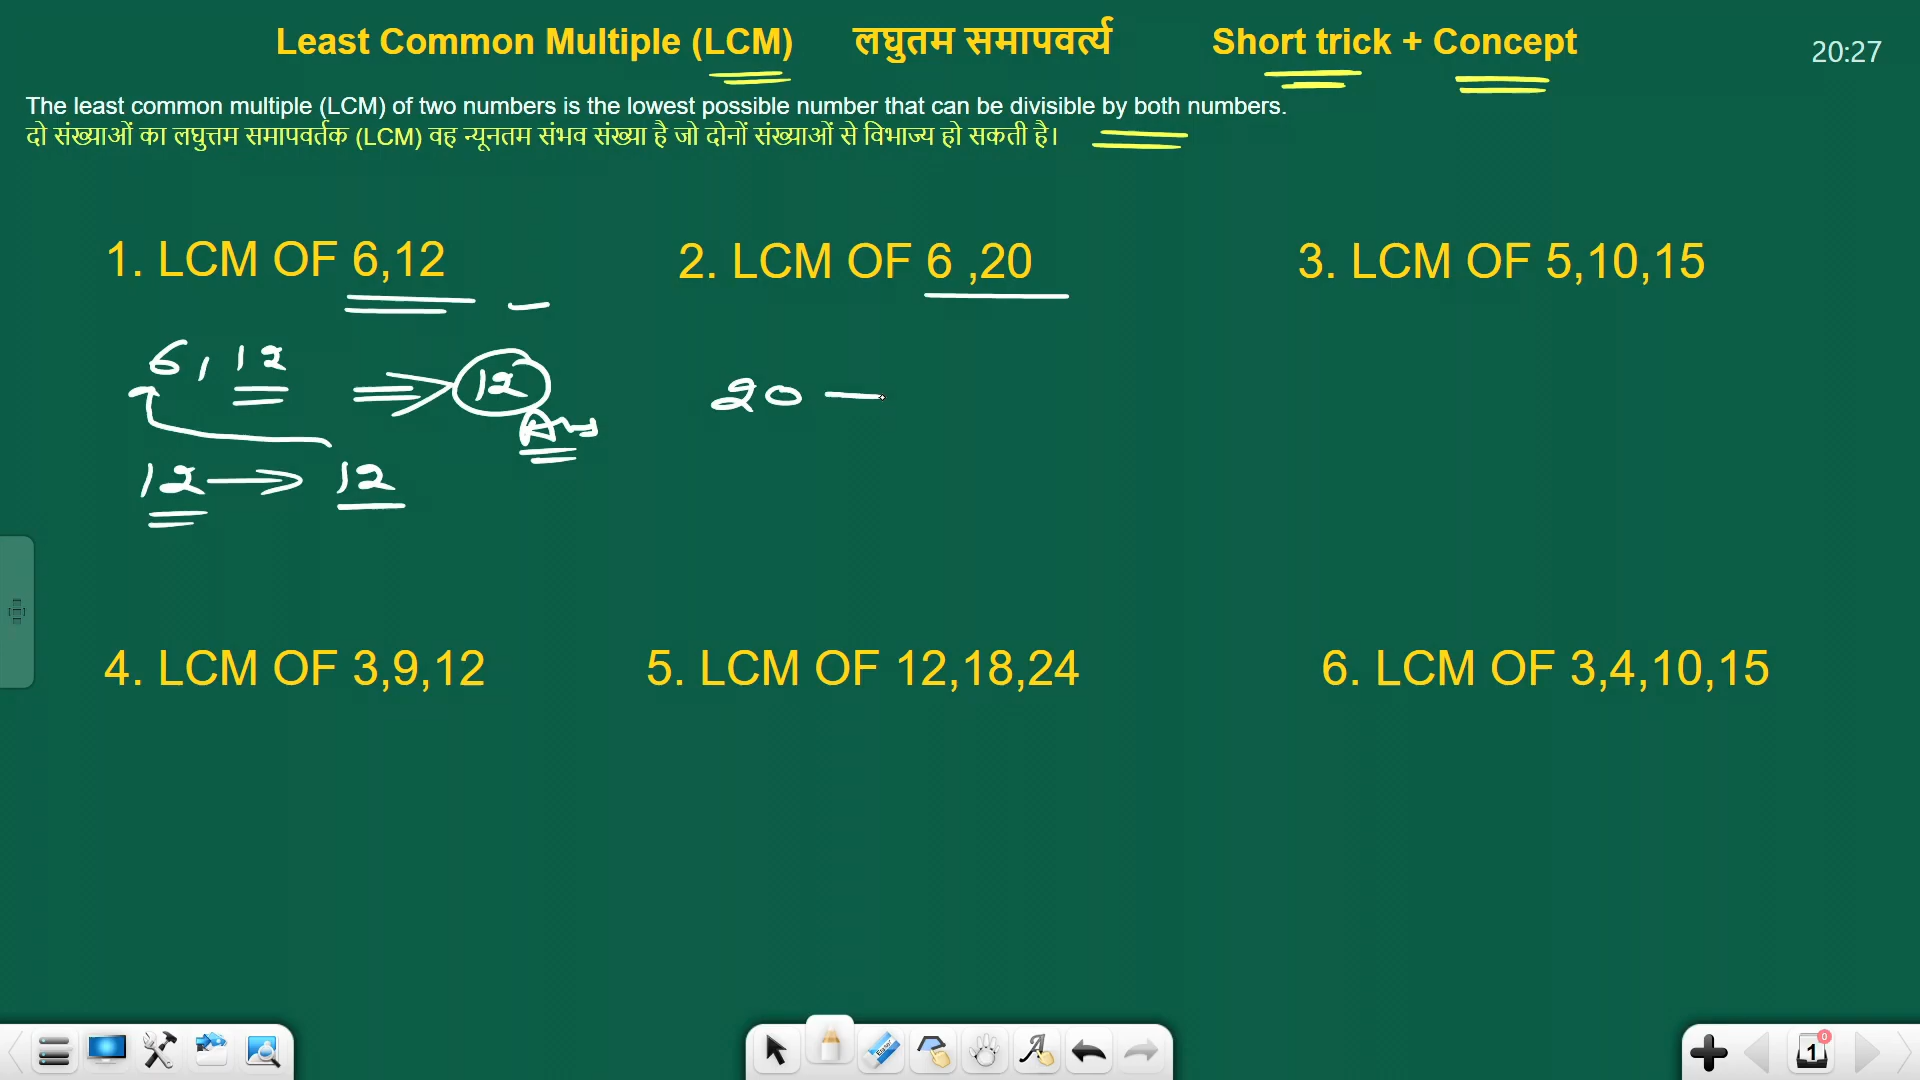 Least Common Multiple (LCM) लघुतम समापवर्त्य Short trick + Concept
20:27
The least common multiple (LCM) of two numbers is the lowest possible number that can be divisible by both numbers.
दो संख्याओं का लघुत्तम समापवर्तक (LCM) वह न्यूनतम संभव संख्या है जो दोनों संख्याओं से विभाज्य हो सकती है।
1. LCM OF 6,12
6, 12 ⇒ 12
Ans
12 → 12
2. LCM OF 6 ,20
20 —
3. LCM OF 5,10,15
4. LCM OF 3,9,12
5. LCM OF 12,18,24
6. LCM OF 3,4,10,15
1
0